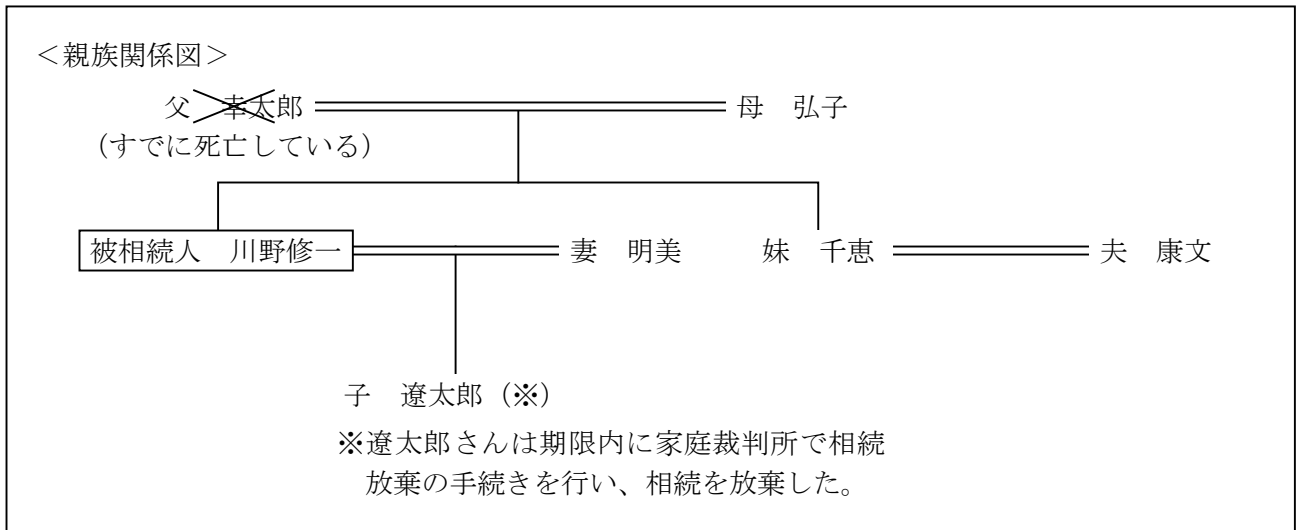 <親族関係図>
父 幸太郎 母 弘子
(すでに死亡している)
被相続人 川野修一 妻 明美 妹 千恵 夫 康文
子 遼太郎(※)
※遼太郎さんは期限内に家庭裁判所で相続
放棄の手続きを行い、相続を放棄した。